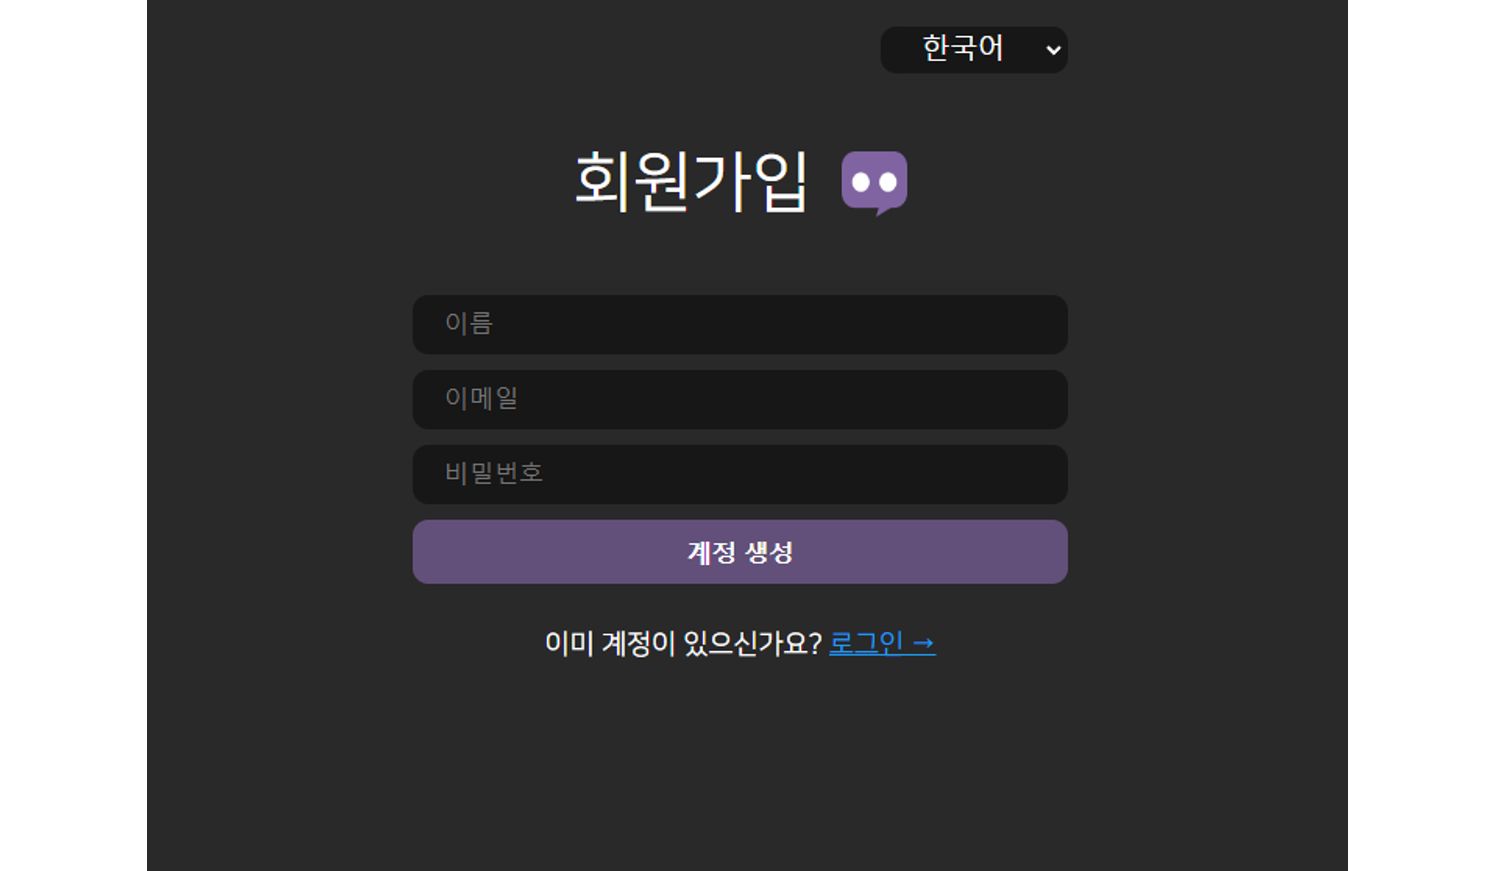 한국어
회원가입
이름
이메일
비밀번호
계정 생성
이미 계정이 있으신가요? 로그인 →